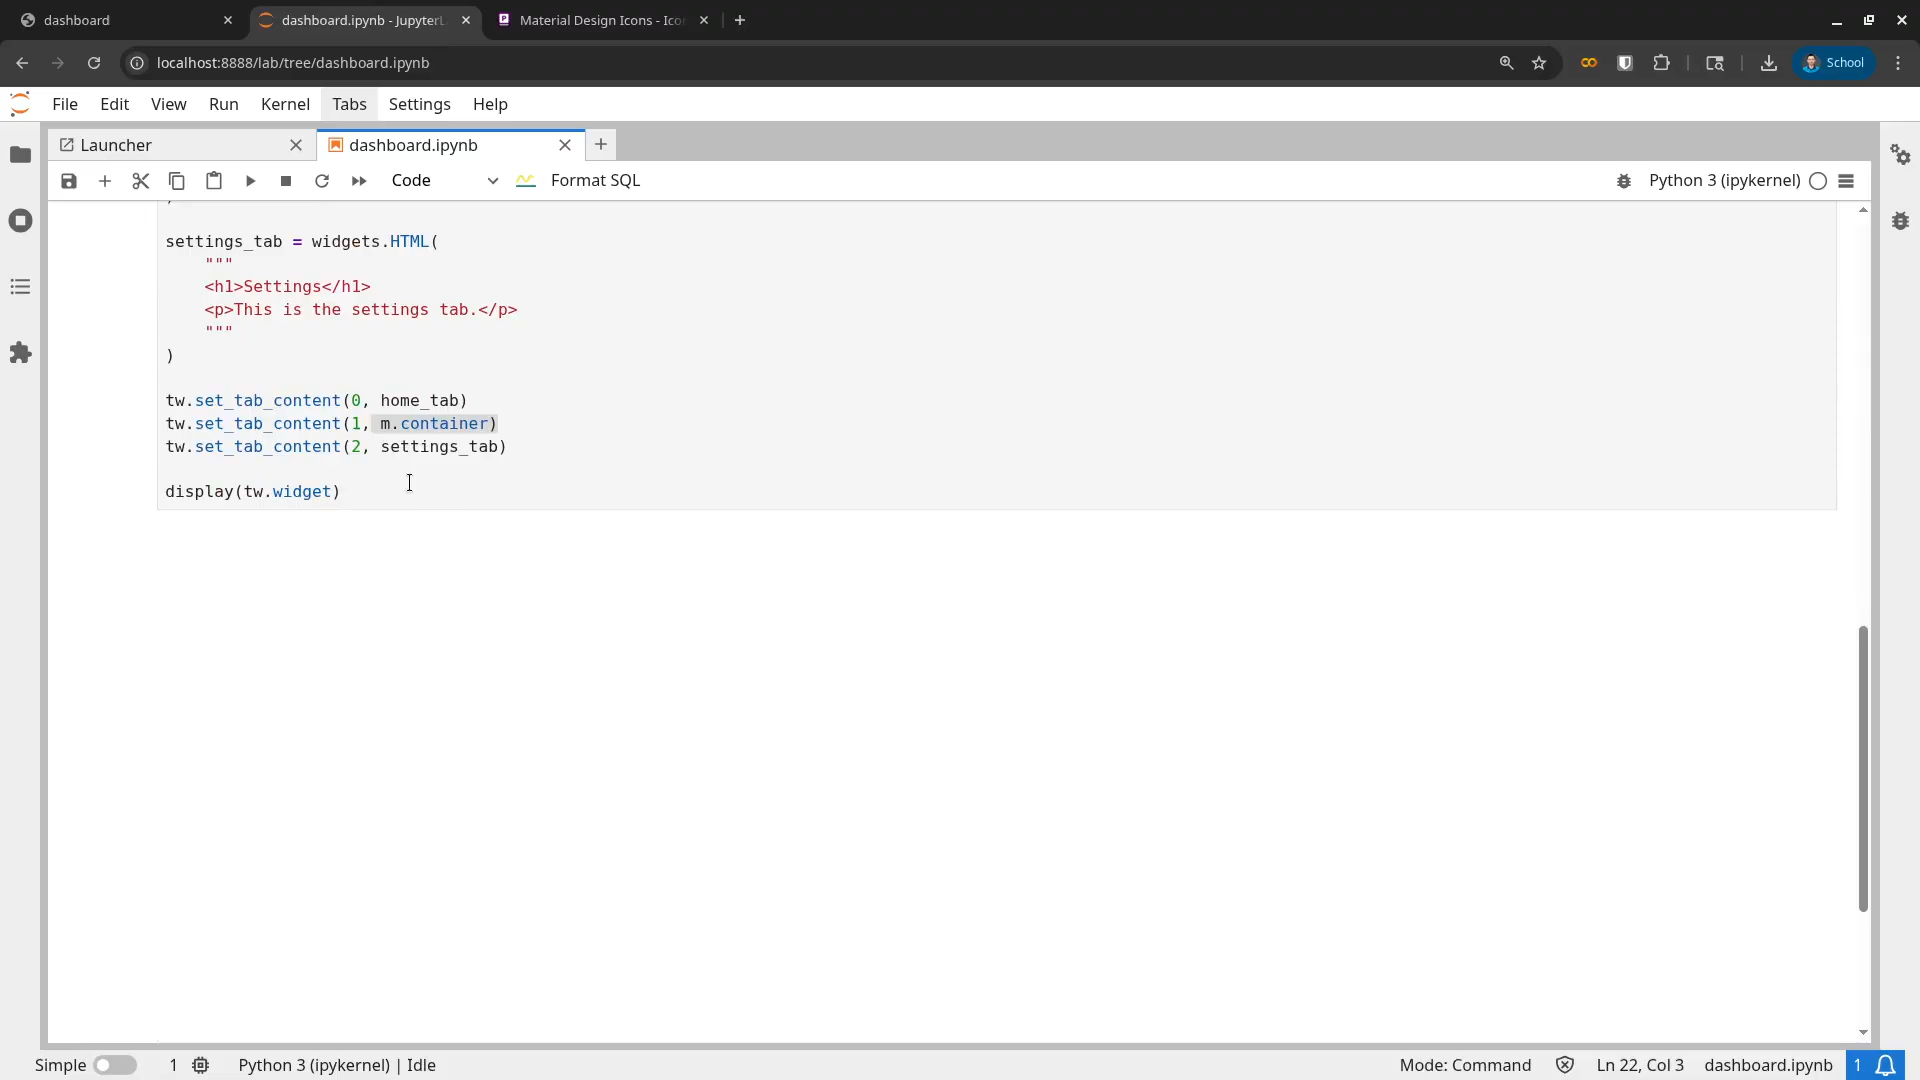 dashboard
dashboard.ipynb - JupyterL
Material Design Icons - Ico
localhost:8888/lab/tree/dashboard.ipynb
School
File Edit View Run Kernel Tabs Settings Help
Launcher
dashboard.ipynb
Code
Format SQL
Python 3 (ipykernel)
settings_tab = widgets.HTML(
"""
<h1>Settings</h1>
<p>This is the settings tab.</p>
"""
)
tw.set_tab_content(0, home_tab)
tw.set_tab_content(1, m.container)
tw.set_tab_content(2, settings_tab)
display(tw.widget)
Simple 1 Python 3 (ipykernel) | Idle Mode: Command Ln 22, Col 3 dashboard.ipynb 1